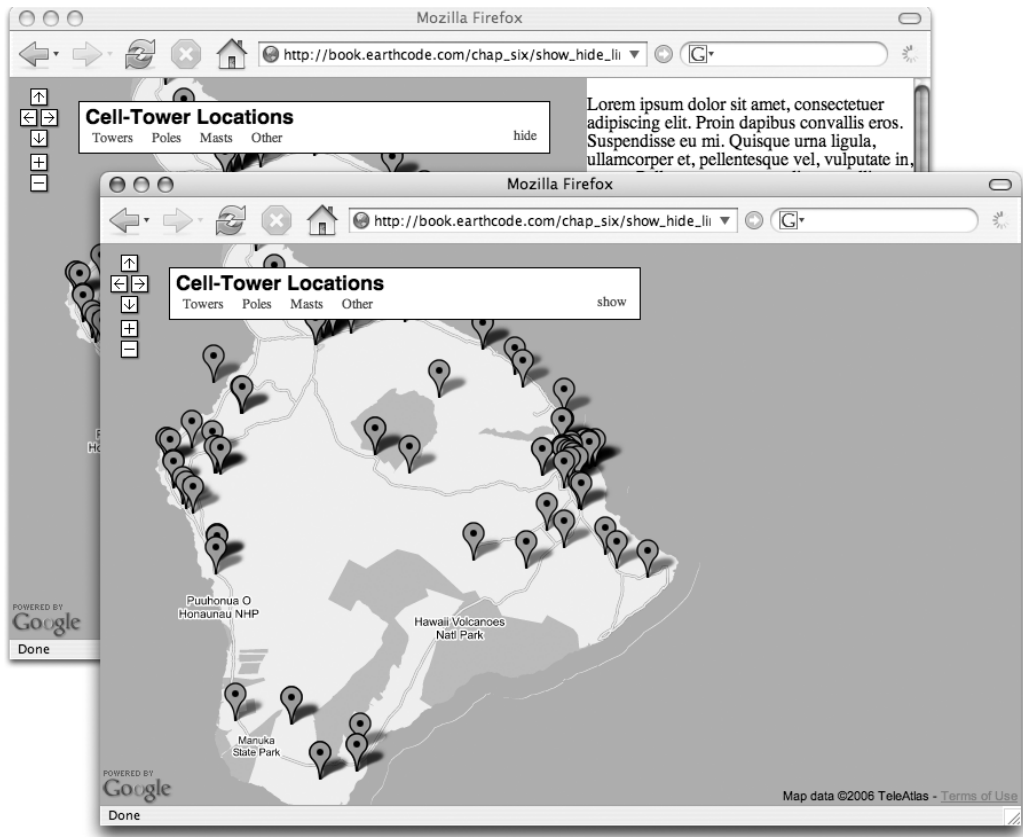 Mozilla Firefox
http://book.earthcode.com/chap_six/show_hide_li
G
Cell-Tower Locations
Towers Poles Masts Other
hide
Lorem ipsum dolor sit amet, consectetuer
adipiscing elit. Proin dapibus convallis eros.
Suspendisse eu mi. Quisque urna ligula,
ullamcorper et, pellentesque vel, vulputate in,
POWERED BY
Google
Done
Mozilla Firefox
http://book.earthcode.com/chap_six/show_hide_li
G
Cell-Tower Locations
Towers Poles Masts Other
show
Puuhonua O
Honaunau NHP
Hawaii Volcanoes
Natl Park
Manuka
State Park
POWERED BY
Google
Map data ©2006 TeleAtlas - Terms of Use
Done